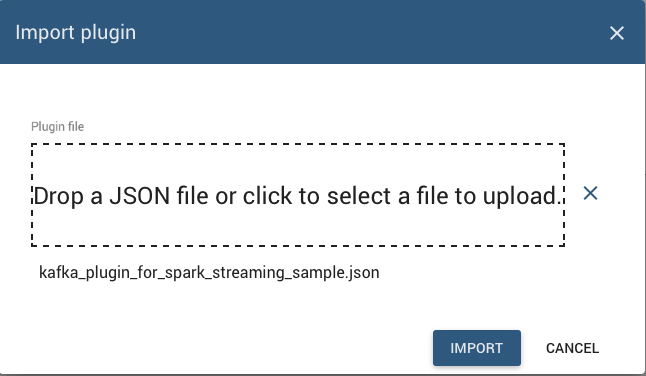 Import plugin
Plugin file
Drop a JSON file or click to select a file to upload.
kafka_plugin_for_spark_streaming_sample.json
IMPORT CANCEL